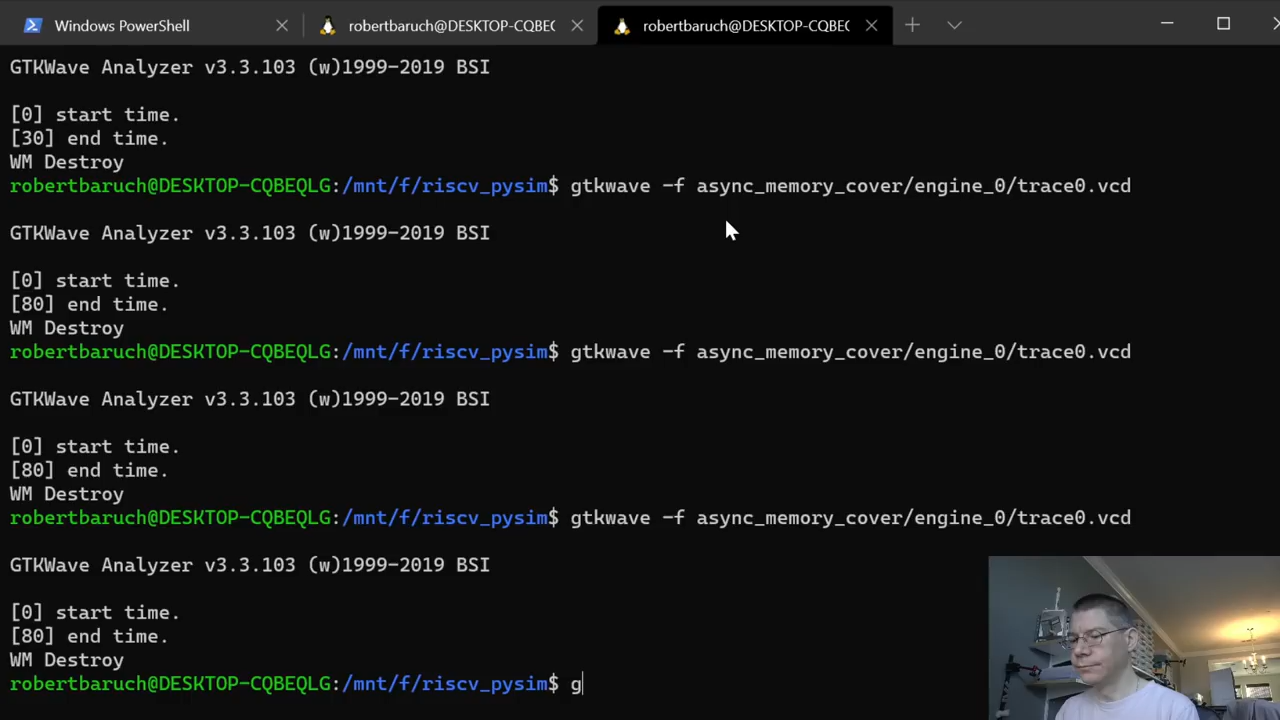 Windows PowerShell
robertbaruch@DESKTOP-CQBEC
robertbaruch@DESKTOP-CQBEQ
GTKWave Analyzer v3.3.103 (w)1999-2019 BSI
[0] start time.
[30] end time.
WM Destroy
robertbaruch@DESKTOP-CQBEQLG:/mnt/f/riscv_pysim$ gtkwave -f async_memory_cover/engine_0/trace0.vcd
GTKWave Analyzer v3.3.103 (w)1999-2019 BSI
[0] start time.
[80] end time.
WM Destroy
robertbaruch@DESKTOP-CQBEQLG:/mnt/f/riscv_pysim$ gtkwave -f async_memory_cover/engine_0/trace0.vcd
GTKWave Analyzer v3.3.103 (w)1999-2019 BSI
[0] start time.
[80] end time.
WM Destroy
robertbaruch@DESKTOP-CQBEQLG:/mnt/f/riscv_pysim$ gtkwave -f async_memory_cover/engine_0/trace0.vcd
GTKWave Analyzer v3.3.103 (w)1999-2019 BSI
[0] start time.
[80] end time.
WM Destroy
robertbaruch@DESKTOP-CQBEQLG:/mnt/f/riscv_pysim$ g